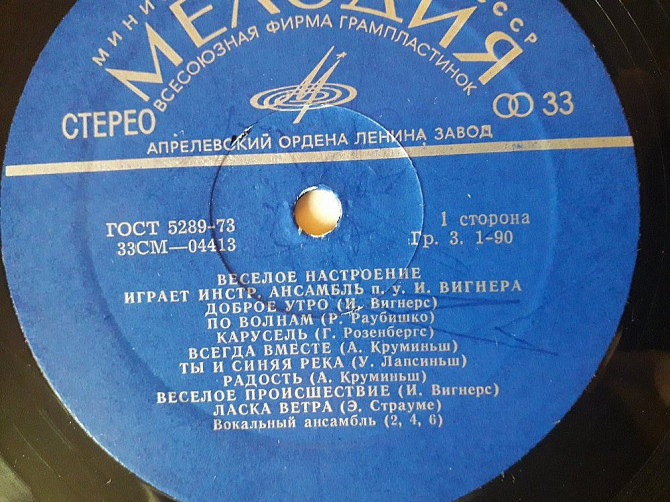 МИНИ СССР
МЕЛОДИЯ
ВСЕСОЮЗНАЯ ФИРМА ГРАМПЛАСТИНОК
СТЕРЕО
33
АПРЕЛЕВСКИЙ ОРДЕНА ЛЕНИНА ЗАВОД
ГОСТ 5289-73
33СМ—04413
1 сторона
Гр. 3. 1-90
ВЕСЕЛОЕ НАСТРОЕНИЕ
ИГРАЕТ ИНСТР. АНСАМБЛЬ п. у. И. ВИГНЕРА
ДОБРОЕ УТРО (И. Вигнерс)
ПО ВОЛНАМ (Р. Раубишко)
КАРУСЕЛЬ (Г. Розенбергс)
ВСЕГДА ВМЕСТЕ (А. Круминьш)
ТЫ И СИНЯЯ РЕКА (У. Лапсиньш)
РАДОСТЬ (А. Круминьш)
ВЕСЕЛОЕ ПРОИСШЕСТВИЕ (И. Вигнерс)
ЛАСКА ВЕТРА (Э. Страуме)
Вокальный ансамбль (2, 4, 6)